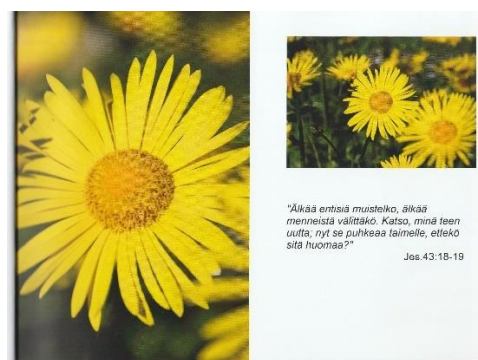 "Älkää entisiä muistelko, älkää
menneistä välittäkö. Katso, minä teen
uutta; nyt se puhkeaa taimelle, ettekö
sitä huomaa?"
Jes.43:18-19